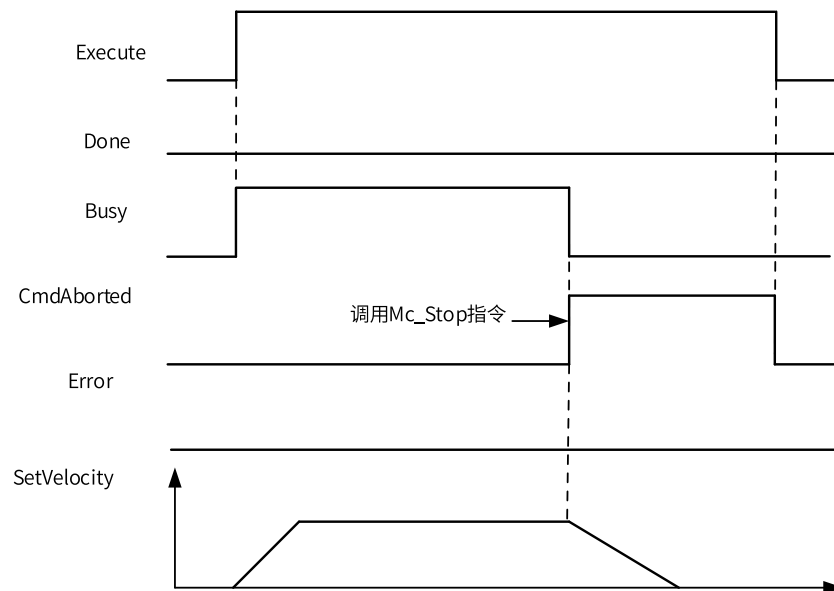 Execute
Done
Busy
CmdAborted
调用Mc_Stop指令
Error
SetVelocity